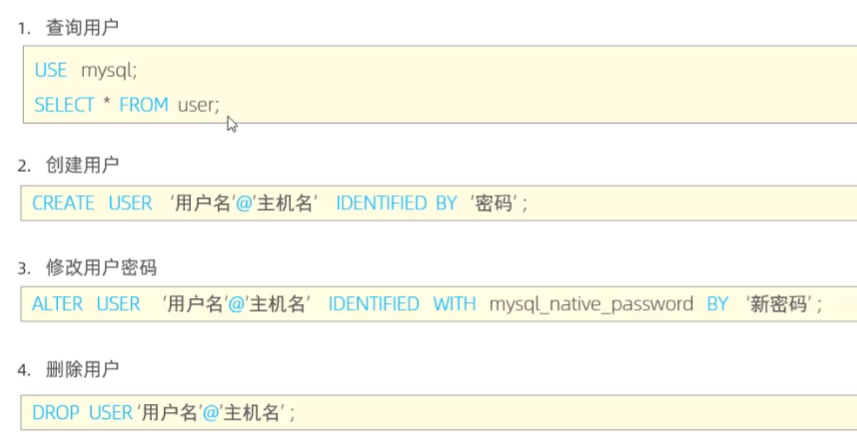 1. 查询用户
USE mysql;
SELECT * FROM user;
2. 创建用户
CREATE USER '用户名'@'主机名' IDENTIFIED BY '密码' ;
3. 修改用户密码
ALTER USER '用户名'@'主机名' IDENTIFIED WITH mysql_native_password BY '新密码' ;
4. 删除用户
DROP USER '用户名'@'主机名' ;